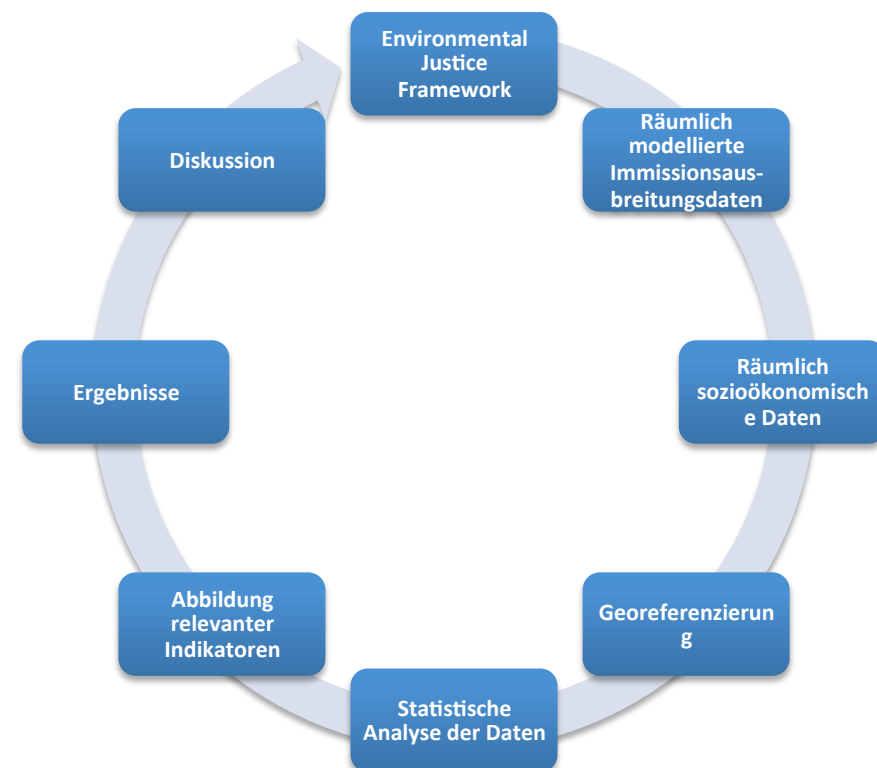 Environmental
Justice
Framework
Räumlich
modellierte
Immissionsaus-
breitungsdaten
Räumlich
sozioökonomisch
e Daten
Georeferenzierun
g
Statistische
Analyse der Daten
Abbildung
relevanter
Indikatoren
Ergebnisse
Diskussion